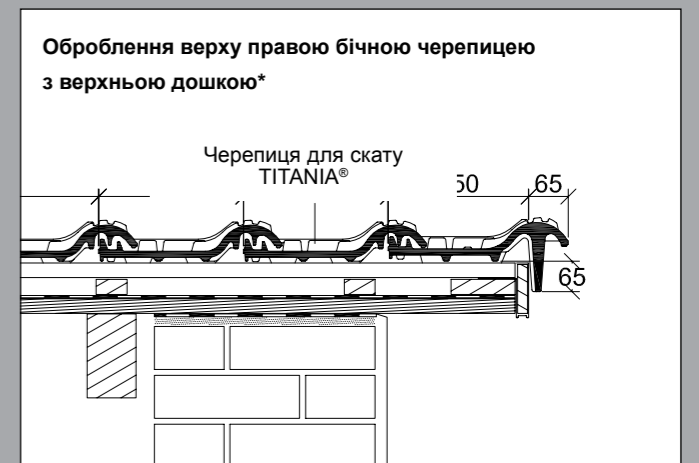 Оброблення верху правою бічною черепицею
з верхньою дошкою*
Черепиця для скату
TITANIA®
50 65
65